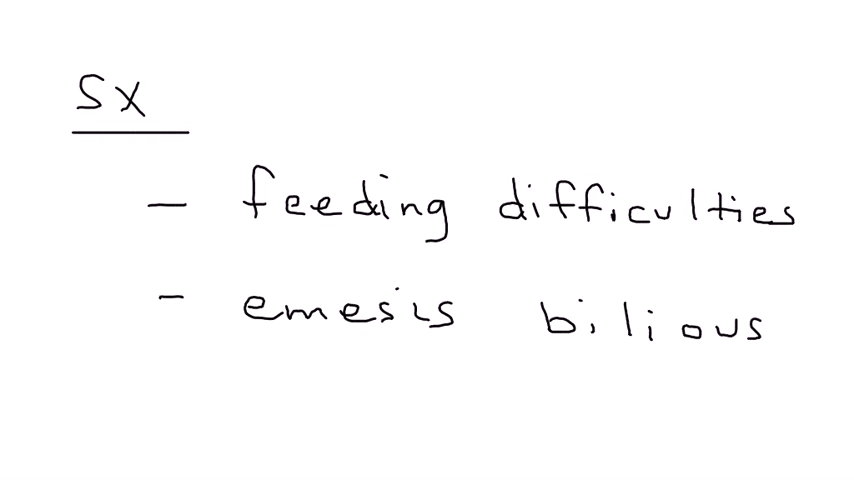 Sx
- feeding difficulties
- emesis bilious